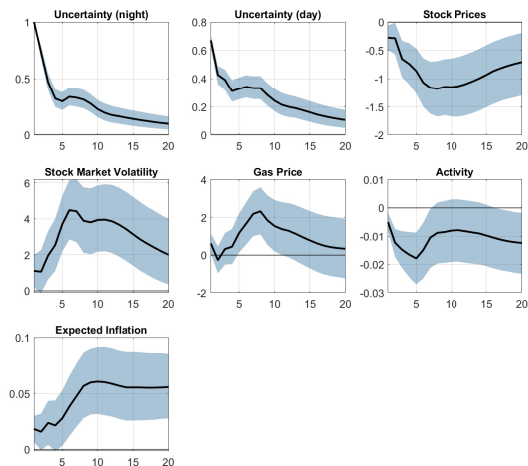 Uncertainty (night)
1
0.5
0
5 10 15 20
Uncertainty (day)
0.8
0.6
0.4
0.2
0
5 10 15 20
Stock Prices
0
-0.5
-1
-1.5
-2
5 10 15 20
Stock Market Volatility
6
4
2
0
5 10 15 20
Gas Price
4
2
0
-2
5 10 15 20
Activity
0.01
0
-0.01
-0.02
-0.03
5 10 15 20
Expected Inflation
0.1
0.05
0
5 10 15 20